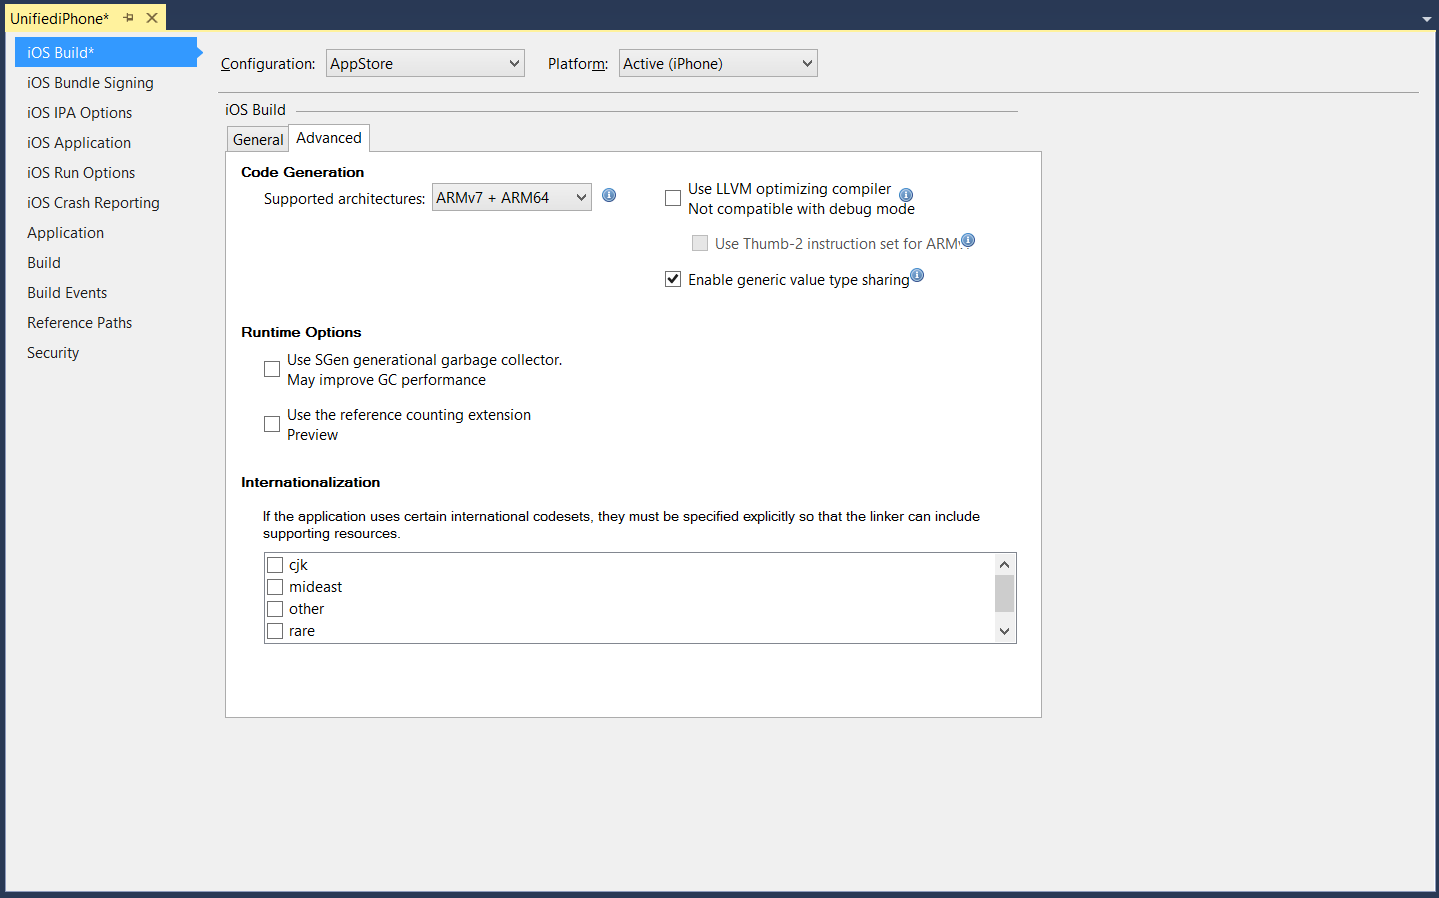 UnifiediPhone*
iOS Build*
iOS Bundle Signing
iOS IPA Options
iOS Application
iOS Run Options
iOS Crash Reporting
Application
Build
Build Events
Reference Paths
Security
Configuration: AppStore Platform: Active (iPhone)
iOS Build
General Advanced
Code Generation
Supported architectures: ARMv7 + ARM64
Use LLVM optimizing compiler
Not compatible with debug mode
Use Thumb-2 instruction set for
Enable generic value type sharing
Runtime Options
Use SGen generational garbage collector.
May improve GC performance
Use the reference counting extension
Preview
Internationalization
If the application uses certain international codesets, they must be specified explicitly so that the linker can include
supporting resources.
cjk
mideast
other
rare